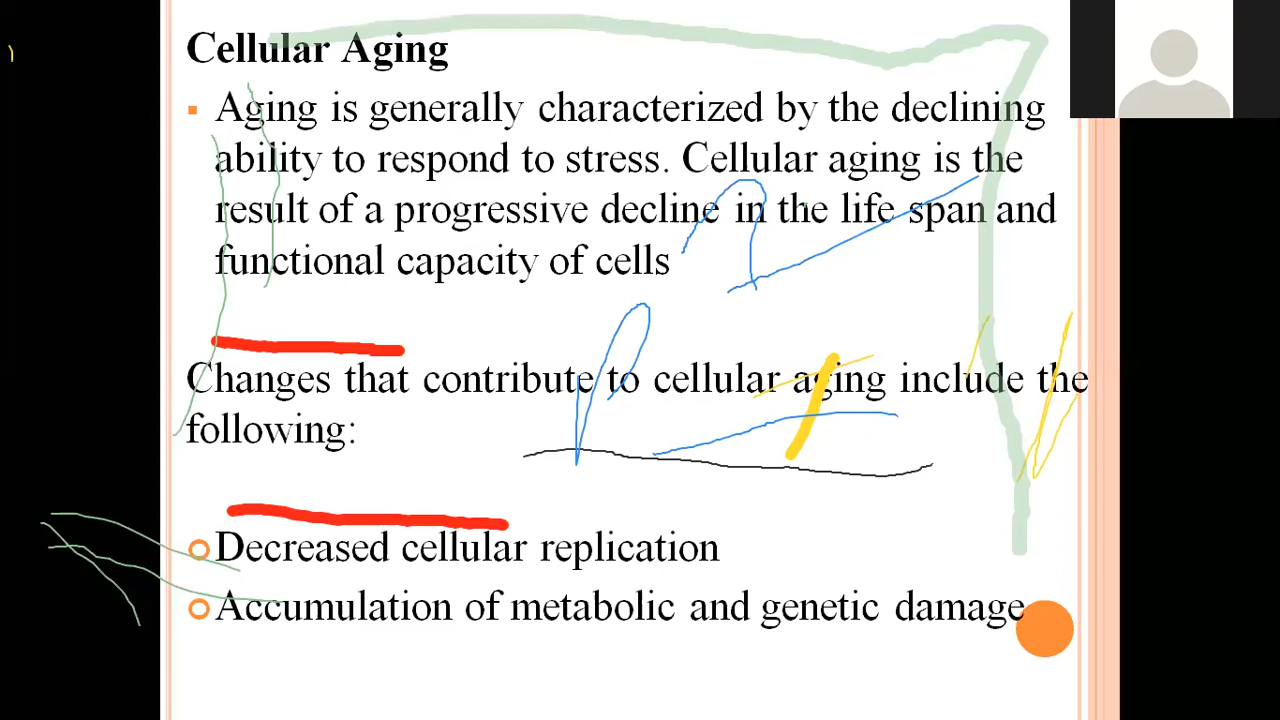 Cellular Aging
Aging is generally characterized by the declining
ability to respond to stress. Cellular aging is the
result of a progressive decline in the life span and
functional capacity of cells
Changes that contribute to cellular aging include the
following:
Decreased cellular replication
Accumulation of metabolic and genetic damage